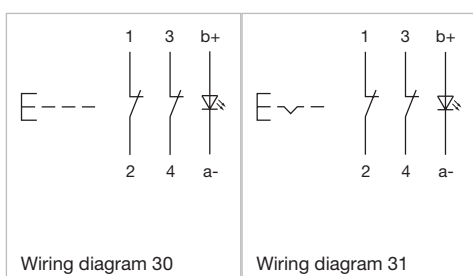 1 3 b+ 1 3 b+
2 4 a- 2 4 a-
Wiring diagram 30 Wiring diagram 31